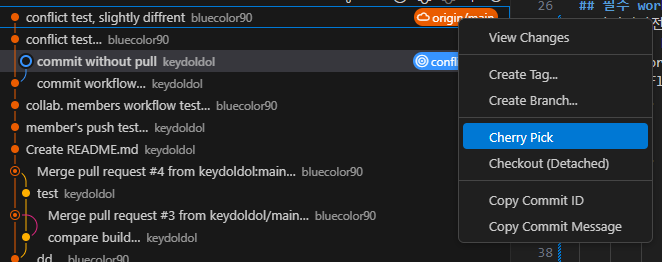 conflict test, slightly diffrent bluecolor90 origin/main
conflict test... bluecolor90
commit without pull keydoldol confl
commit workflow... keydoldol
collab. members workflow test... bluecolor90
member's push test... keydoldol
Create README.md keydoldol
Merge pull request #4 from keydoldol:main... bluecolor90
test keydoldol
Merge pull request #3 from keydoldol/main... bluecolor90
compare build... keydoldol
dd... bluecolor90
View Changes
Create Tag...
Create Branch...
Cherry Pick
Checkout (Detached)
Copy Commit ID
Copy Commit Message
26 ## 필수 wor
38